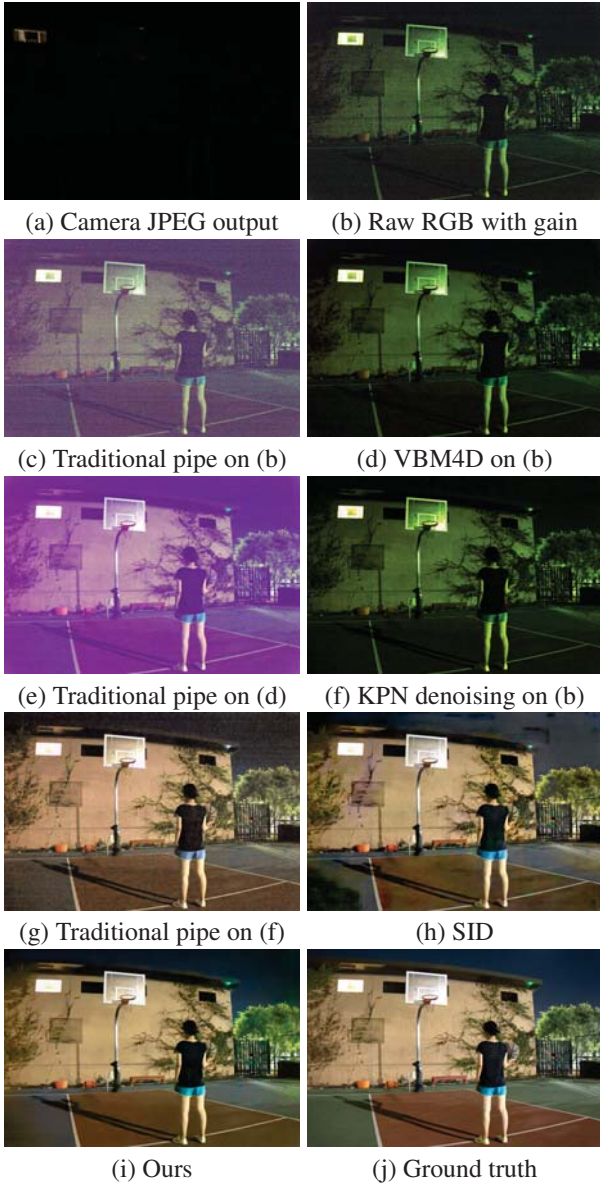 (a) Camera JPEG output
(b) Raw RGB with gain
(c) Traditional pipe on (b)
(d) VBM4D on (b)
(e) Traditional pipe on (d)
(f) KPN denoising on (b)
(g) Traditional pipe on (f)
(h) SID
(i) Ours
(j) Ground truth